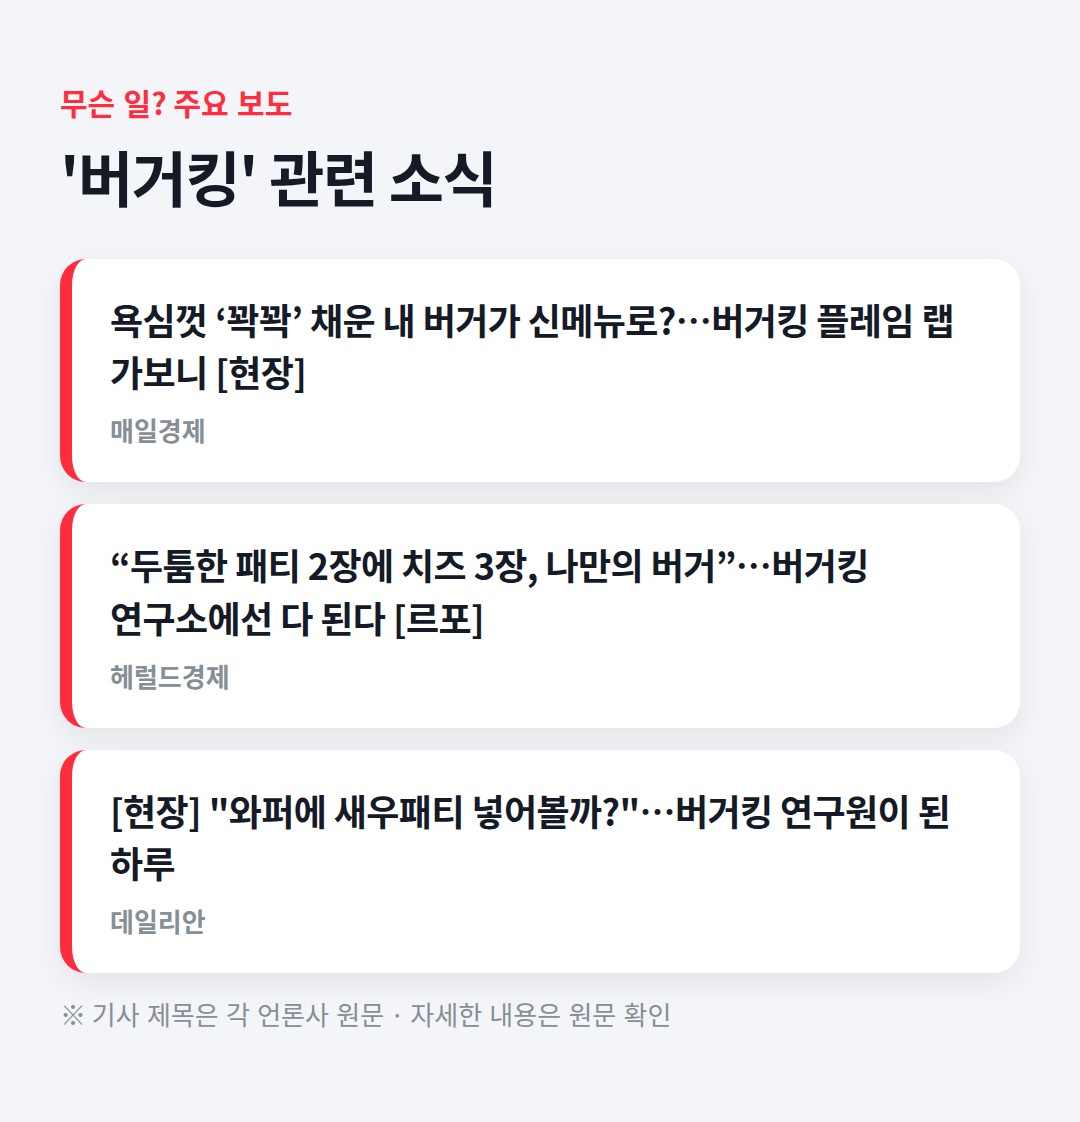 무슨 일? 주요 보도
'버거킹' 관련 소식
욕심껏 ‘꽉꽉’ 채운 내 버거가 신메뉴로?…버거킹 플레임 랩
가보니 [현장]
매일경제
“두툼한 패티 2장에 치즈 3장, 나만의 버거”…버거킹
연구소에선 다 된다 [르포]
헤럴드경제
[현장] "와퍼에 새우패티 넣어볼까?"…버거킹 연구원이 된
하루
데일리안
※ 기사 제목은 각 언론사 원문 · 자세한 내용은 원문 확인